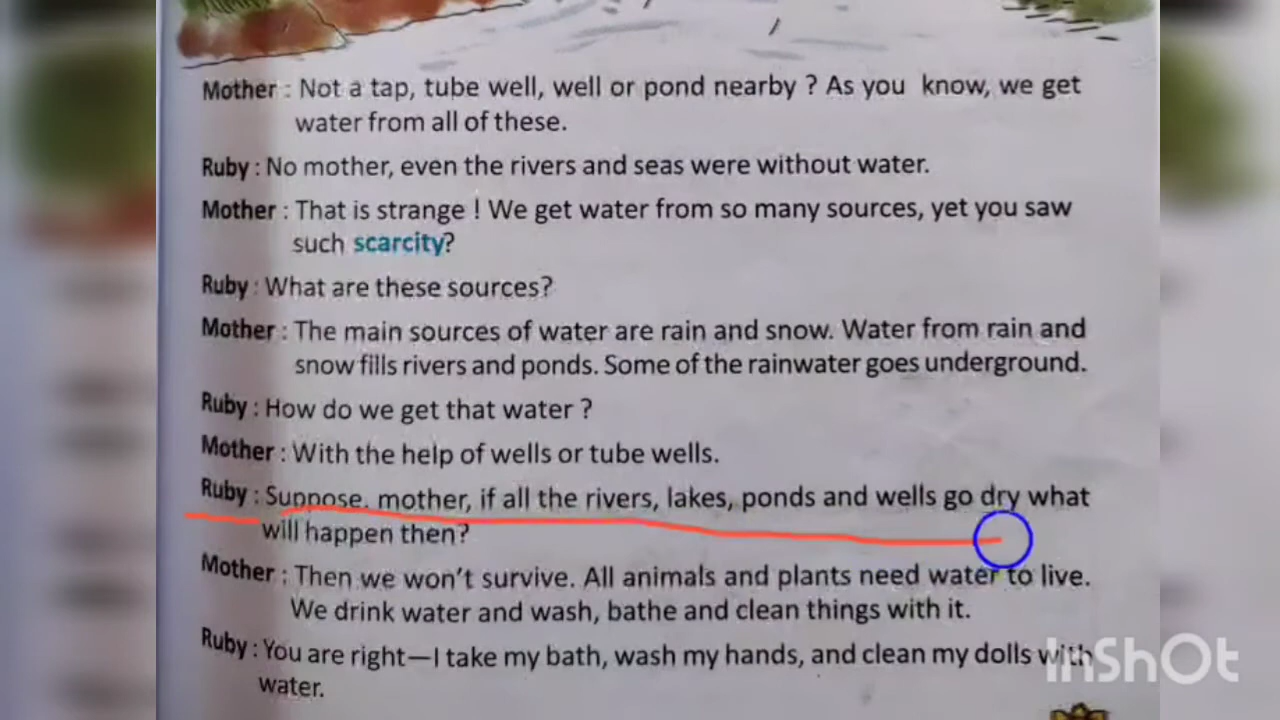 Mother : Not a tap, tube well, well or pond nearby ? As you know, we get
water from all of these.
Ruby : No mother, even the rivers and seas were without water.
Mother : That is strange ! We get water from so many sources, yet you saw
such scarcity?
Ruby : What are these sources?
Mother : The main sources of water are rain and snow. Water from rain and
snow fills rivers and ponds. Some of the rainwater goes underground.
Ruby : How do we get that water ?
Mother : With the help of wells or tube wells.
Ruby : Suppose, mother, if all the rivers, lakes, ponds and wells go dry what
will happen then?
Mother : Then we won't survive. All animals and plants need water to live.
We drink water and wash, bathe and clean things with it.
Ruby : You are right—I take my bath, wash my hands, and clean my dolls with
water.
InShOt